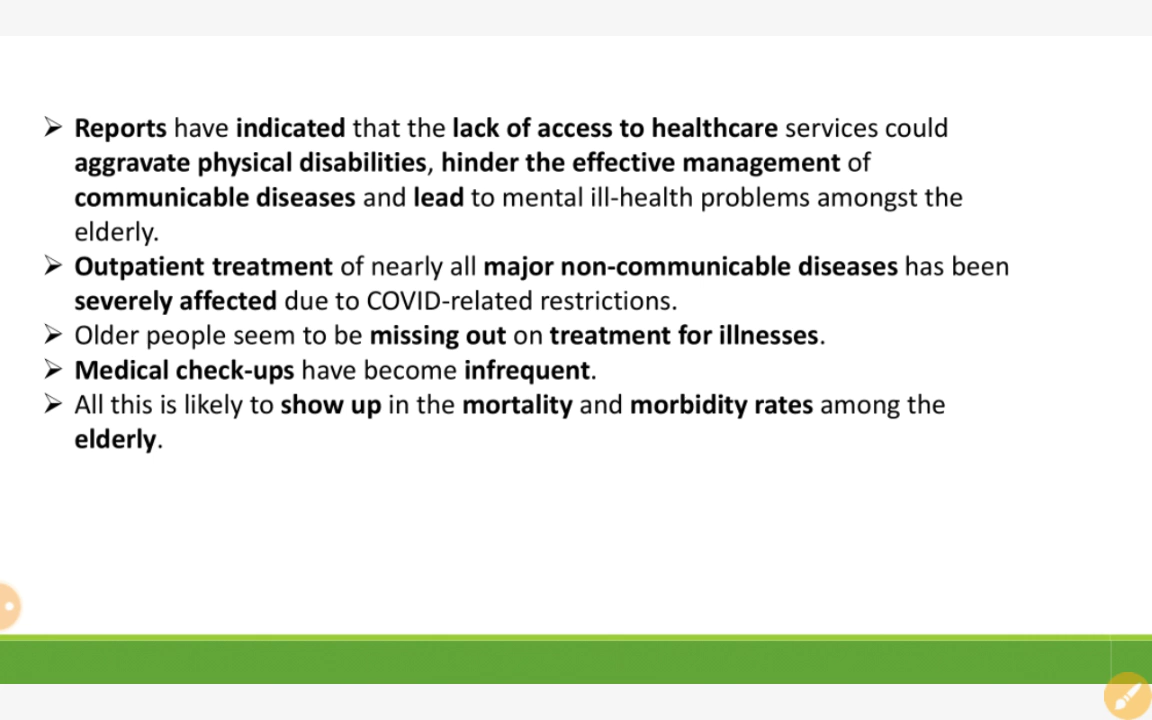 ➢ Reports have indicated that the lack of access to healthcare services could
aggravate physical disabilities, hinder the effective management of
communicable diseases and lead to mental ill-health problems amongst the
elderly.
➢ Outpatient treatment of nearly all major non-communicable diseases has been
severely affected due to COVID-related restrictions.
➢ Older people seem to be missing out on treatment for illnesses.
➢ Medical check-ups have become infrequent.
➢ All this is likely to show up in the mortality and morbidity rates among the
elderly.